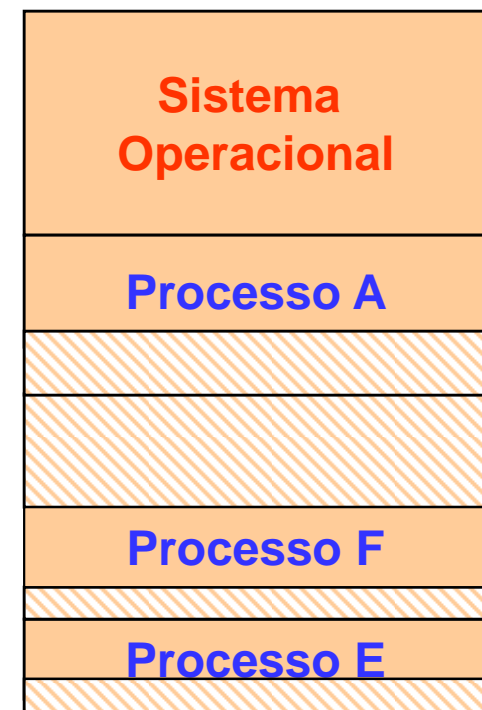 Sistema
Operacional
Processo A
Processo F
Processo E